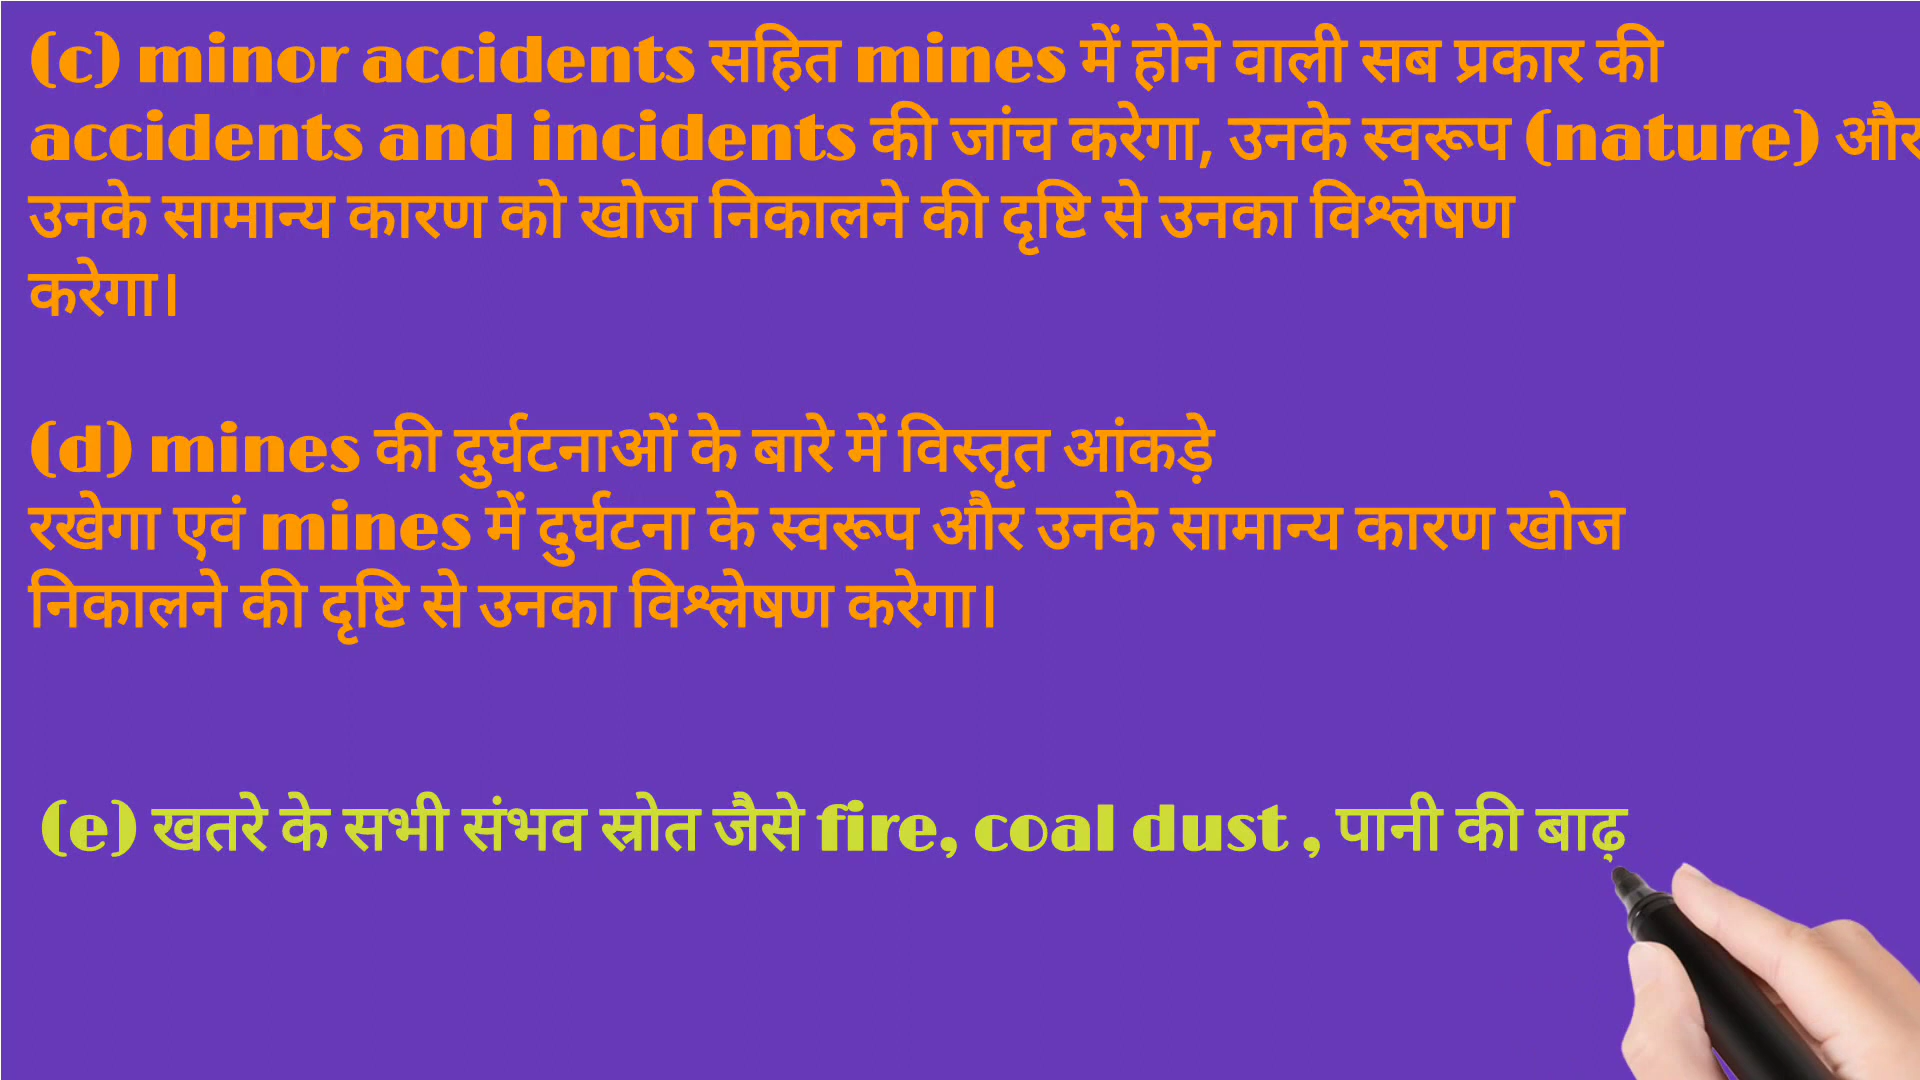 (c) minor accidents सहित mines में होने वाली सब प्रकार की
accidents and incidents की जांच करेगा, उनके स्वरूप (nature) और
उनके सामान्य कारण को खोज निकालने की दृष्टि से उनका विश्लेषण
करेगा।
(d) mines की दुर्घटनाओं के बारे में विस्तृत आंकड़े
रखेगा एवं mines में दुर्घटना के स्वरूप और उनके सामान्य कारण खोज
निकालने की दृष्टि से उनका विश्लेषण करेगा।
(e) खतरे के सभी संभव स्रोत जैसे fire, coal dust , पानी की बाढ़